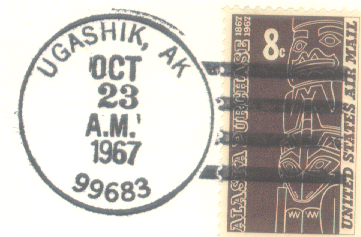 UGASHIK, AK
OCT
23
A.M.
1967
99683
ALASKA PURCHASE 1867 1967
8c
UNITED STATES AIR MAIL